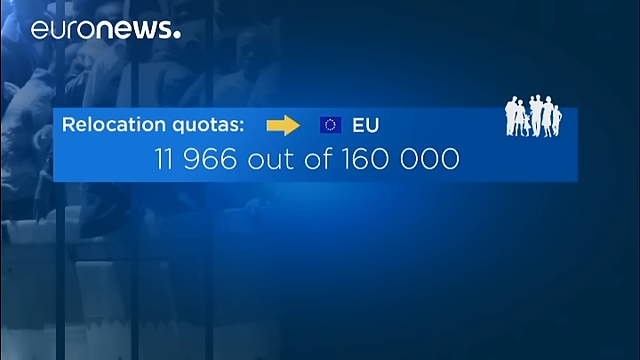 euronews.
Relocation quotas: EU
11 966 out of 160 000